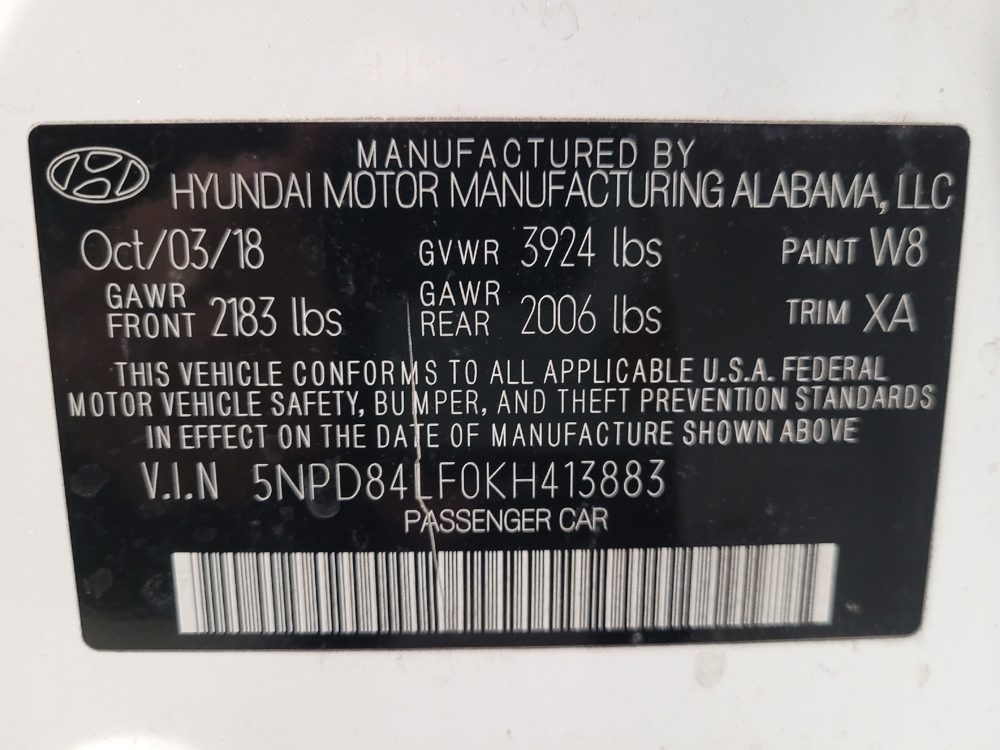 MANUFACTURED BY
HYUNDAI MOTOR MANUFACTURING ALABAMA, LLC
Oct/03/18 GVWR 3924 lbs PAINT W8
GAWR FRONT 2183 lbs GAWR REAR 2006 lbs TRIM XA
THIS VEHICLE CONFORMS TO ALL APPLICABLE U.S.A. FEDERAL
MOTOR VEHICLE SAFETY, BUMPER, AND THEFT PREVENTION STANDARDS
IN EFFECT ON THE DATE OF MANUFACTURE SHOWN ABOVE
V.I.N 5NPD84LF0KH413883
PASSENGER CAR